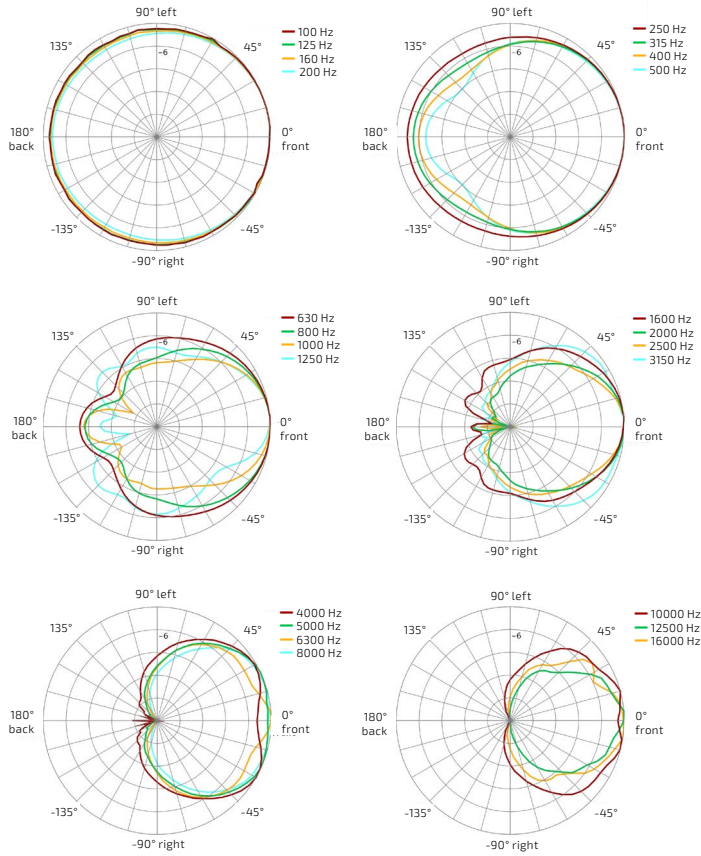 90° left
135°
45°
-6
180°
back
0°
front
-135°
-45°
-90° right
100 Hz
125 Hz
160 Hz
200 Hz
90° left
135°
45°
-6
180°
back
0°
front
-135°
-45°
-90° right
250 Hz
315 Hz
400 Hz
500 Hz
90° left
135°
45°
-6
180°
back
0°
front
-135°
-45°
-90° right
630 Hz
800 Hz
1000 Hz
1250 Hz
90° left
135°
45°
-6
180°
back
0°
front
-135°
-45°
-90° right
1600 Hz
2000 Hz
2500 Hz
3150 Hz
90° left
135°
45°
-6
180°
back
0°
front
-135°
-45°
-90° right
4000 Hz
5000 Hz
6300 Hz
8000 Hz
90° left
135°
45°
-6
180°
back
0°
front
-135°
-45°
-90° right
10000 Hz
12500 Hz
16000 Hz